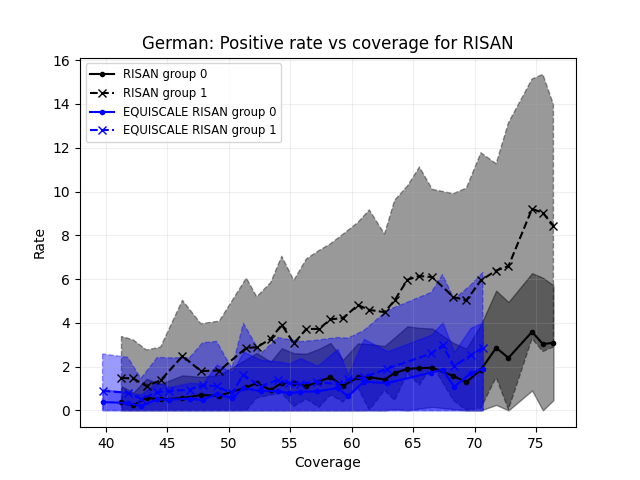 German: Positive rate vs coverage for RISAN
RISAN group 0
RISAN group 1
EQUISCALE RISAN group 0
EQUISCALE RISAN group 1
16
14
12
10
8
6
4
2
0
Rate
40 45 50 55 60 65 70 75
Coverage